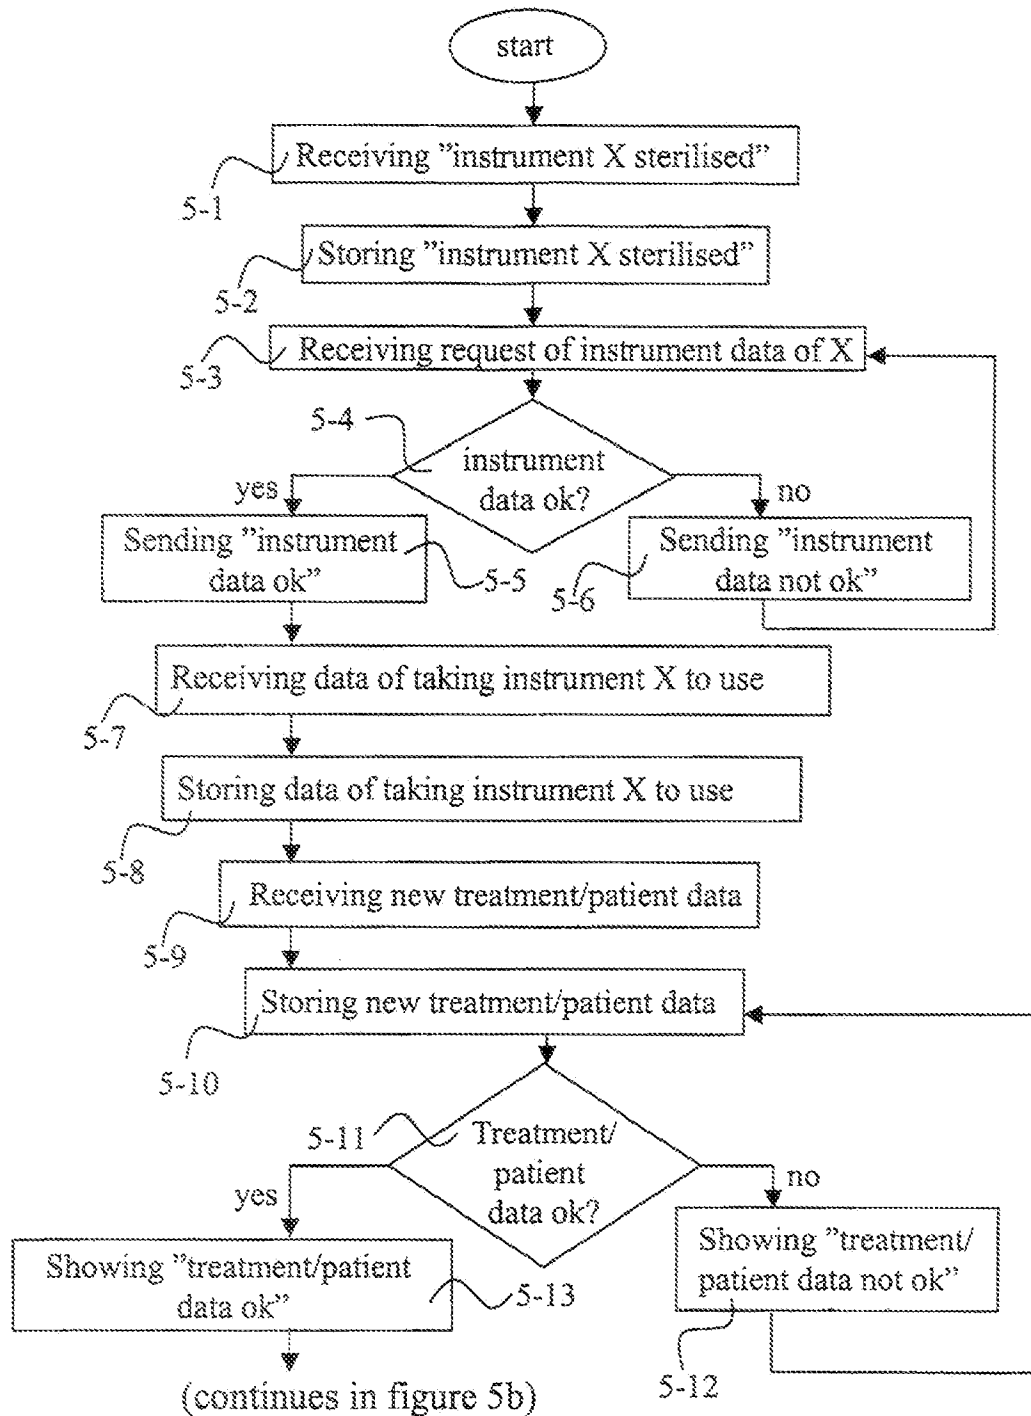 start
Receiving ”instrument X sterilised”
5-1
Storing ”instrument X sterilised”
5-2
Receiving request of instrument data of X
5-3
5-4
instrument
data ok?
yes
no
Sending ”instrument
data ok”
5-5
Sending ”instrument
data not ok”
5-6
Receiving data of taking instrument X to use
5-7
Storing data of taking instrument X to use
5-8
Receiving new treatment/patient data
5-9
Storing new treatment/patient data
5-10
5-11
Treatment/
patient
data ok?
yes
no
Showing ”treatment/patient
data ok”
5-13
Showing ”treatment/
patient data not ok”
5-12
(continues in figure 5b)